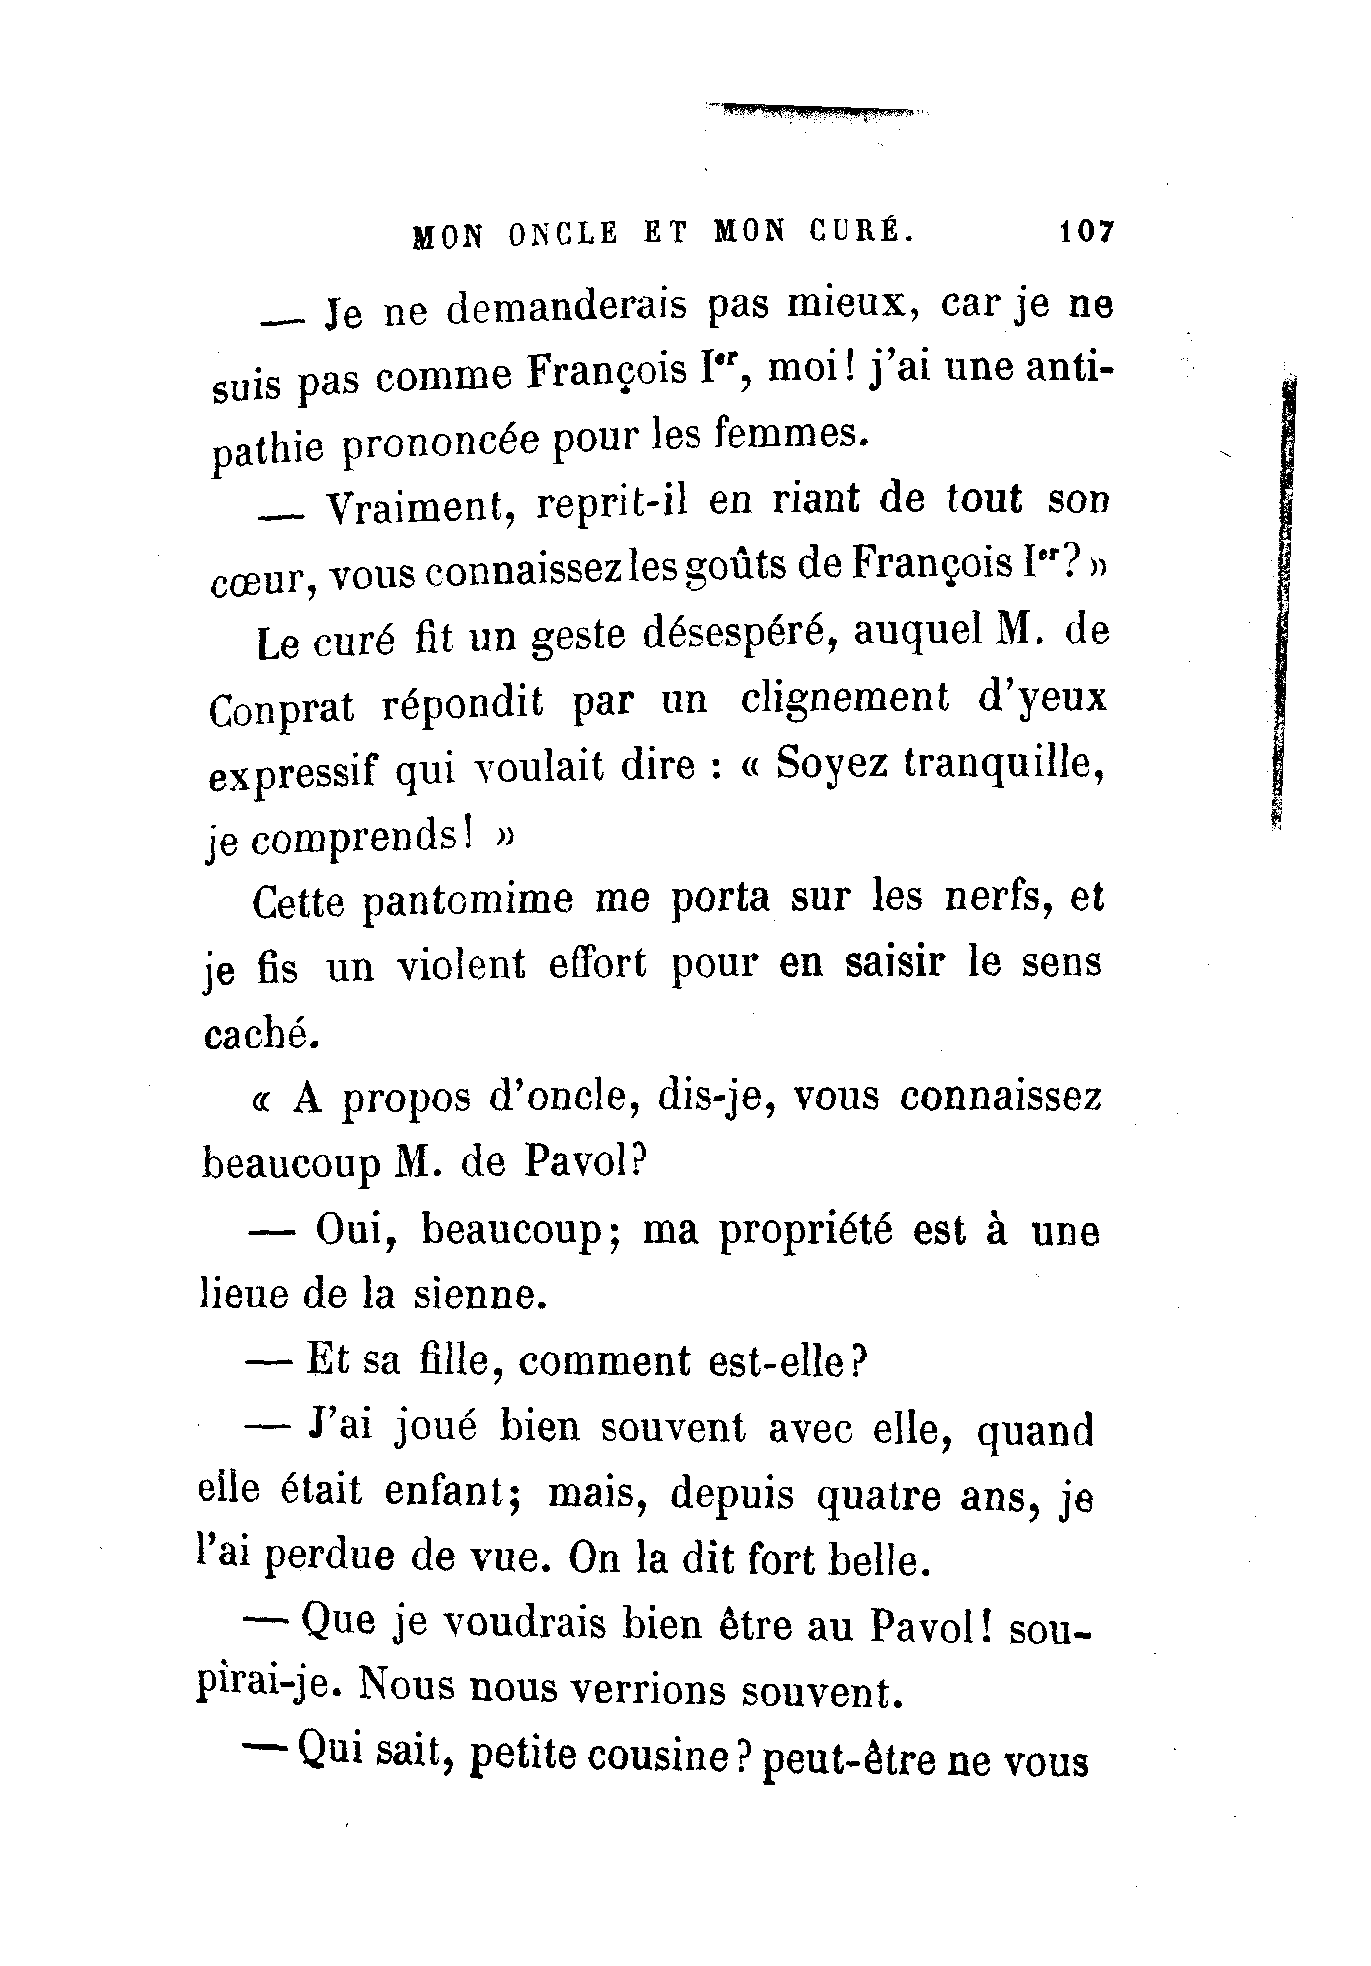 MON ONCLE ET MON CURÉ. 107
— Je ne demanderais pas mieux, car je ne
suis pas comme François Ier, moi! j'ai une anti-
pathie prononcée pour les femmes.
— Vraiment, reprit-il en riant de tout son
cœur, vous connaissez les goûts de François Ier? »
Le curé fit un geste désespéré, auquel M. de
Conprat répondit par un clignement d'yeux
expressif qui voulait dire : « Soyez tranquille,
je comprends! »
Cette pantomime me porta sur les nerfs, et
je fis un violent effort pour en saisir le sens
caché.
« A propos d'oncle, dis-je, vous connaissez
beaucoup M. de Pavol?
— Oui, beaucoup; ma propriété est à une
lieue de la sienne.
— Et sa fille, comment est-elle?
— J'ai joué bien souvent avec elle, quand
elle était enfant; mais, depuis quatre ans, je
l'ai perdue de vue. On la dit fort belle.
— Que je voudrais bien être au Pavol! sou-
pirai-je. Nous nous verrions souvent.
— Qui sait, petite cousine? peut-être ne vous